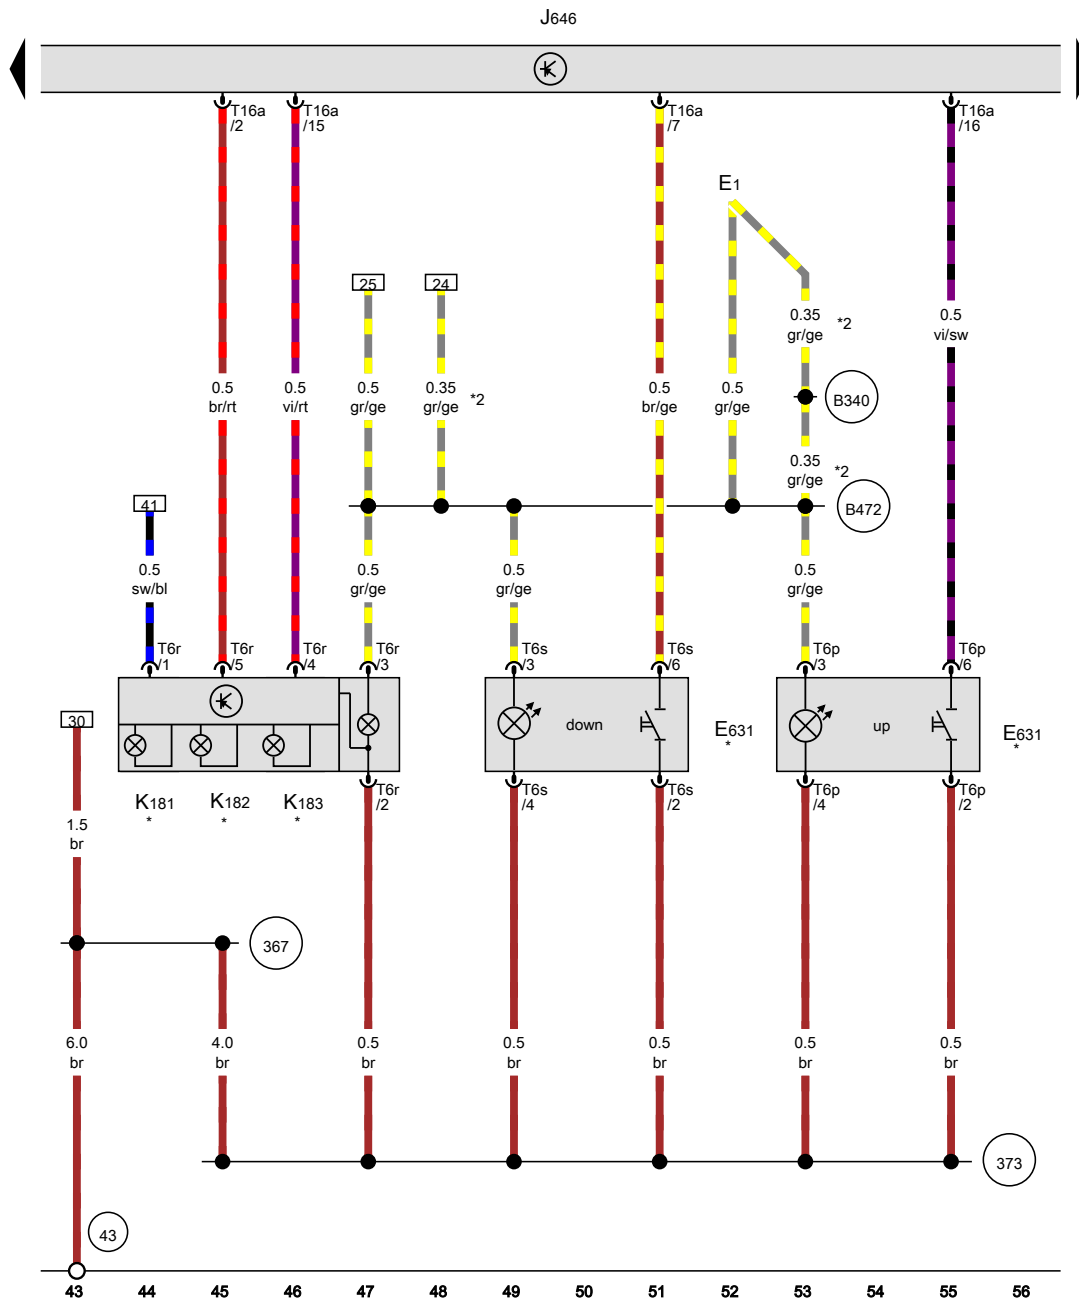 J646
T16a
/2
T16a
/15
T16a
/7
T16a
/16
E1
25
24
0.35
gr/ge
*2
0.5
vi/sw
0.5
br/rt
0.5
vi/rt
0.5
gr/ge
0.35
gr/ge
*2
0.5
br/ge
0.5
gr/ge
B340
0.35
gr/ge
*2
41
B472
0.5
sw/bl
0.5
gr/ge
0.5
gr/ge
0.5
gr/ge
T6r
/1
T6r
/5
T6r
/4
T6r
/3
T6s
/3
T6s
/6
T6p
/3
T6p
/6
30
down
E631
*
up
E631
*
K181
*
K182
*
K183
*
T6r
/2
T6s
/4
T6s
/2
T6p
/4
T6p
/2
1.5
br
367
6.0
br
4.0
br
0.5
br
0.5
br
0.5
br
0.5
br
0.5
br
373
43
43 44 45 46 47 48 49 50 51 52 53 54 55 56